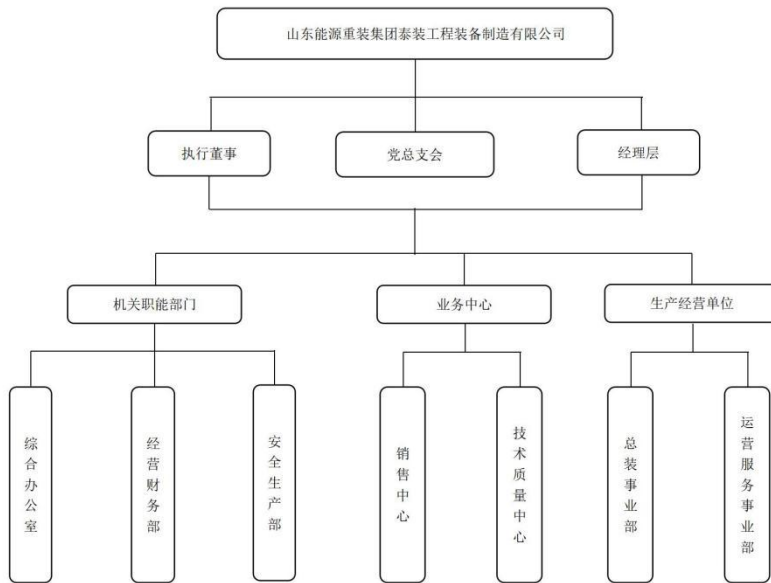 山东能源重装集团泰装工程装备制造有限公司
执行董事
党总支会
经理层
机关职能部门
业务中心
生产经营单位
综合办公室
经营财务部
安全生产部
销售中心
技术质量中心
总装事业部
运营服务事业部